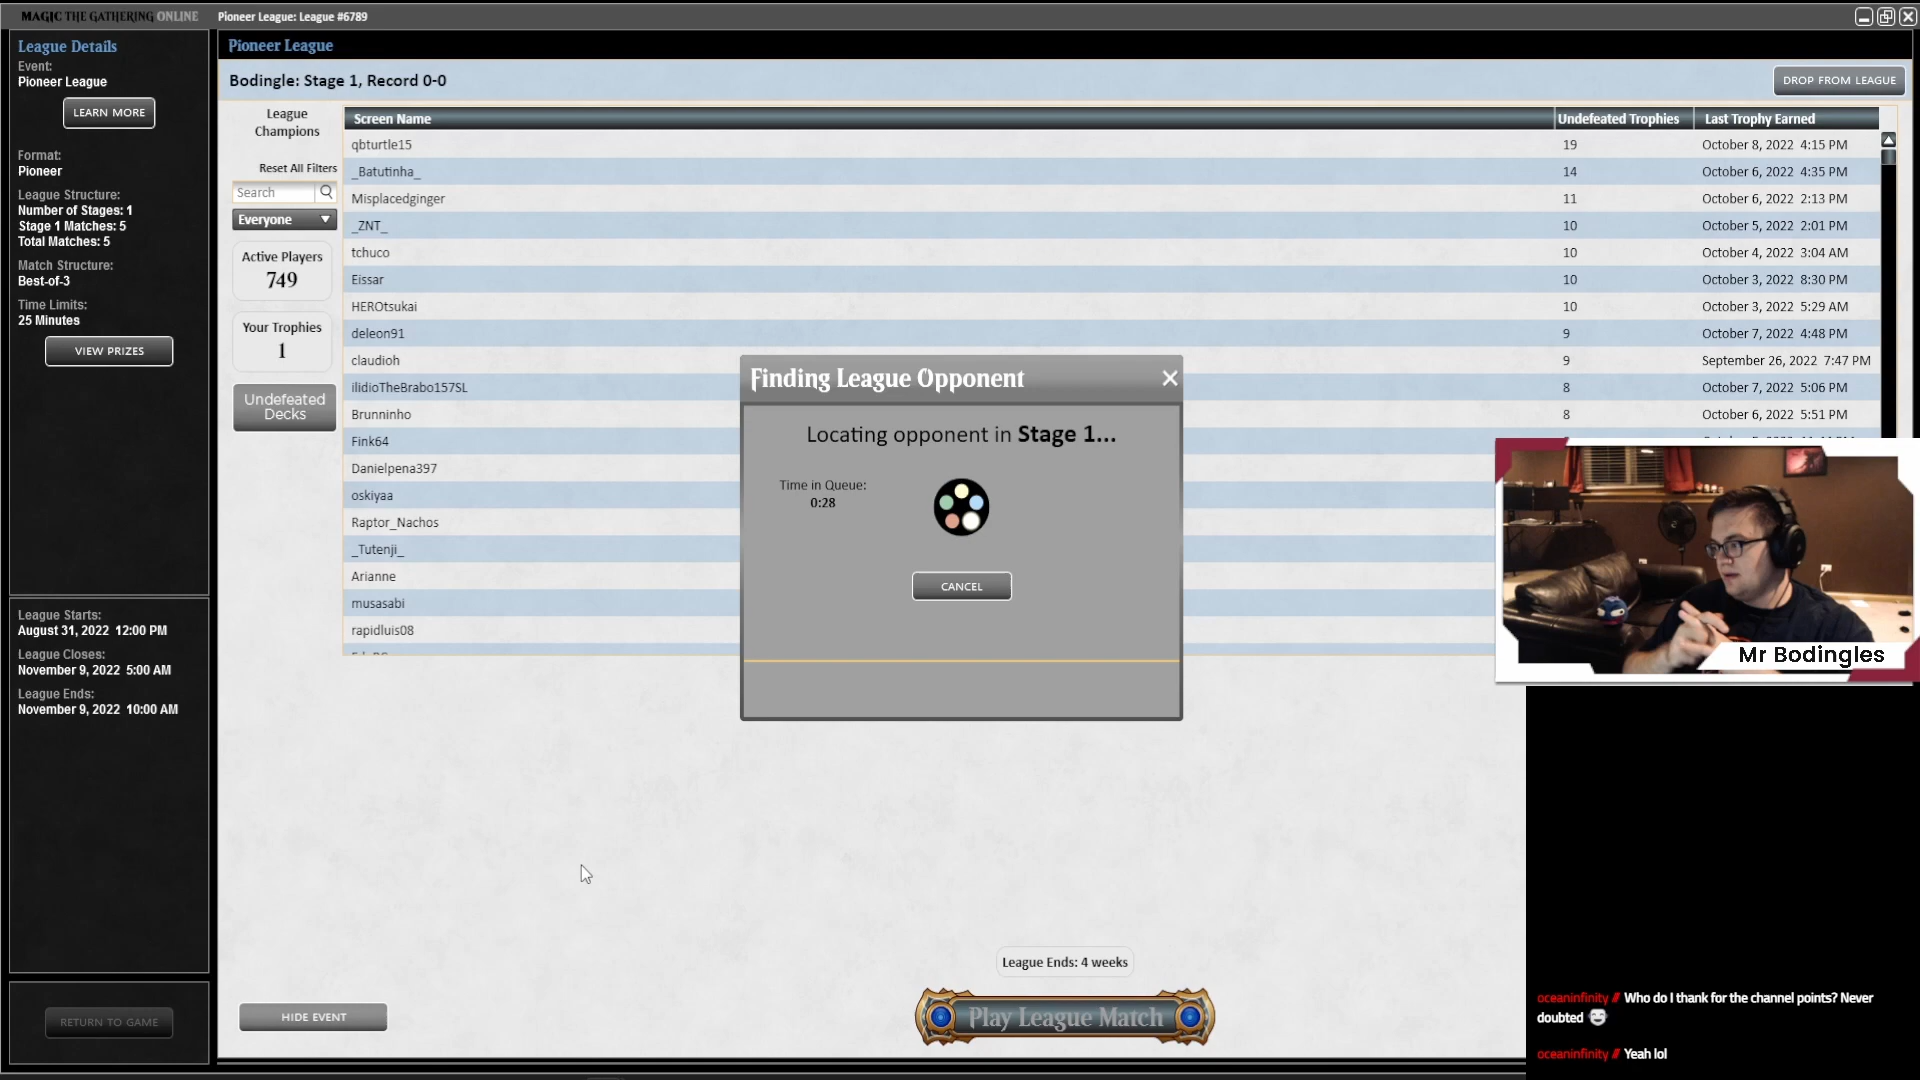 MAGIC THE GATHERING ONLINE
Pioneer League: League #6789
League Details
Event:
Pioneer League
LEARN MORE
Format:
Pioneer
League Structure:
Number of Stages: 1
Stage 1 Matches: 5
Total Matches: 5
Match Structure:
Best-of-3
Time Limits:
25 Minutes
VIEW PRIZES
League Starts:
August 31, 2022 12:00 PM
League Closes:
November 9, 2022 5:00 AM
League Ends:
November 9, 2022 10:00 AM
RETURN TO GAME
Pioneer League
Bodingle: Stage 1, Record 0-0
DROP FROM LEAGUE
League
Champions
Reset All Filters
Search
Everyone
Active Players
749
Your Trophies
1
Undefeated
Decks
Screen Name Undefeated Trophies Last Trophy Earned
qbturtle15 19 October 8, 2022 4:15 PM
_Batutinha_ 14 October 6, 2022 4:35 PM
Misplacedginger 11 October 6, 2022 2:13 PM
_ZNT_ 10 October 5, 2022 2:01 PM
tchuco 10 October 4, 2022 3:04 AM
Eissar 10 October 3, 2022 8:30 PM
HEROtsukai 10 October 3, 2022 5:29 AM
deleon91 9 October 7, 2022 4:48 PM
claudioh 9 September 26, 2022 7:47 PM
ilidioTheBrabo157SL 8 October 7, 2022 5:06 PM
Brunninho 8 October 6, 2022 5:51 PM
Fink64
Danielpena397
oskiyaa
Raptor_Nachos
_Tutenji_
Arianne
musasabi
rapidluis08
Finding League Opponent
Locating opponent in Stage 1...
Time in Queue:
0:28
CANCEL
Mr Bodingles
League Ends: 4 weeks
HIDE EVENT
Play League Match
oceaninfinity // Who do I thank for the channel points? Never
doubted
oceaninfinity // Yeah lol